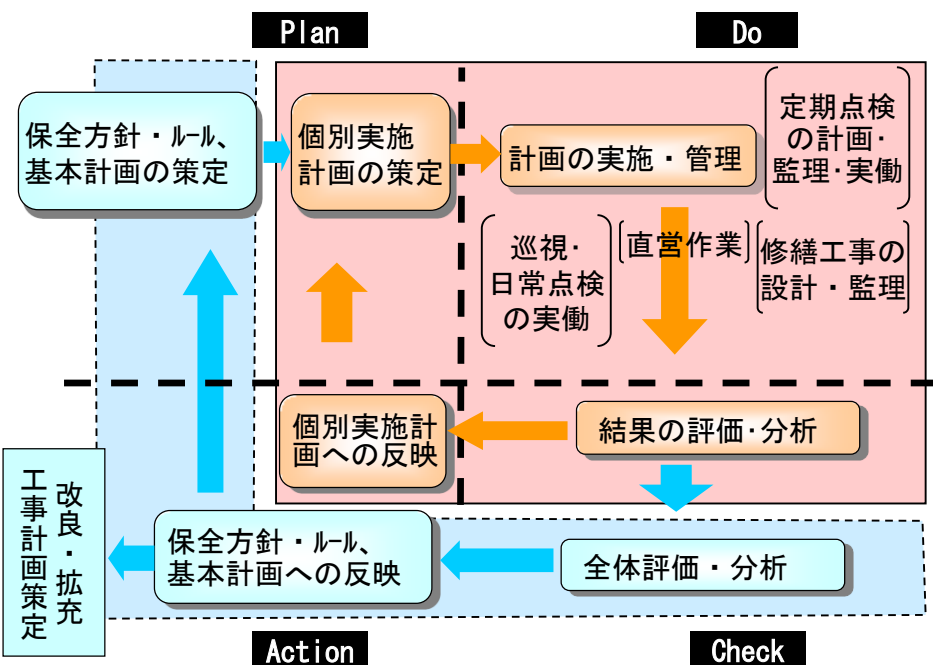 Plan
Do
保全方針・ﾙｰﾙ、
基本計画の策定
個別実施
計画の策定
計画の実施・管理
定期点検
の計画・
監理・実働
巡視・
日常点検
の実働
直営作業
修繕工事の
設計・監理
個別実施計
画への反映
結果の評価・分析
改良・拡充
工事計画策定
保全方針・ﾙｰﾙ、
基本計画への反映
全体評価・分析
Action
Check